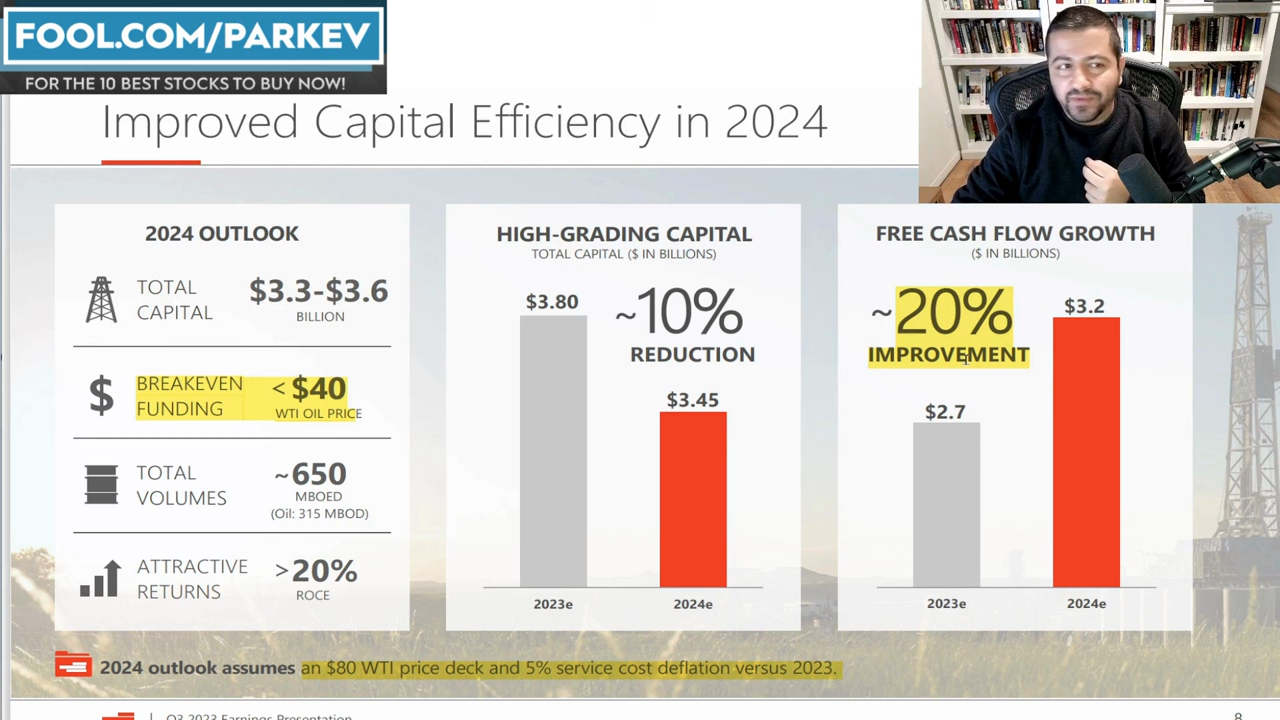 FOOL.COM/PARKEV
FOR THE 10 BEST STOCKS TO BUY NOW!
Improved Capital Efficiency in 2024
2024 OUTLOOK
TOTAL CAPITAL
$3.3-$3.6
BILLION
$
BREAKEVEN FUNDING
< $40
WTI OIL PRICE
TOTAL VOLUMES
~650
MBOED
(Oil: 315 MBOD)
ATTRACTIVE RETURNS
>20%
ROCE
HIGH-GRADING CAPITAL
TOTAL CAPITAL ($ IN BILLIONS)
$3.80
~10%
REDUCTION
$3.45
2023e
2024e
FREE CASH FLOW GROWTH
($ IN BILLIONS)
~20%
IMPROVEMENT
$3.2
$2.7
2023e
2024e
2024 outlook assumes an $80 WTI price deck and 5% service cost deflation versus 2023.
Q3 2023 Earnings Presentation
8